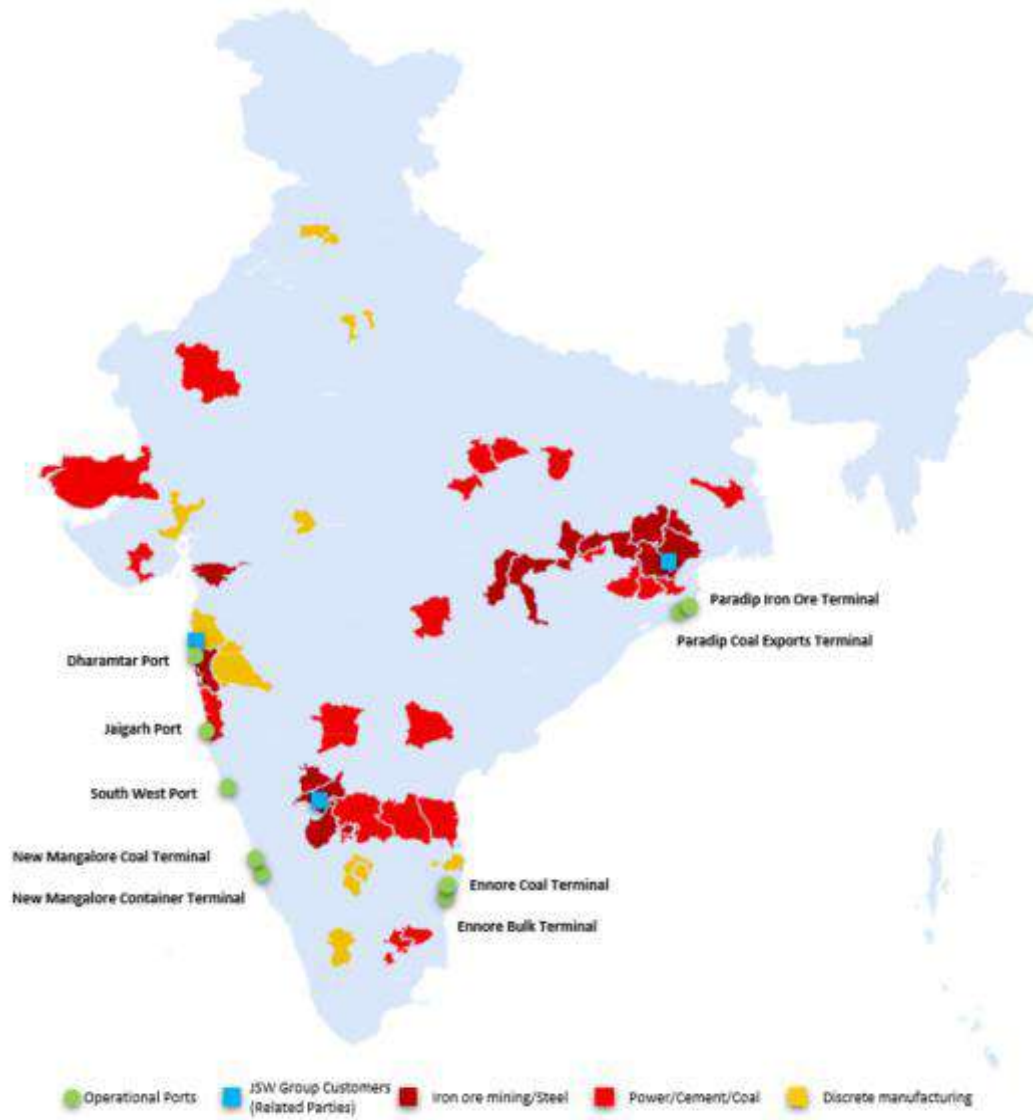 Paradip Iron Ore Terminal
Paradip Coal Exports Terminal
Dharamtar Port
Jaigarh Port
South West Port
New Mangalore Coal Terminal
New Mangalore Container Terminal
Ennore Coal Terminal
Ennore Bulk Terminal
Operational Ports
JSW Group Customers
(Related Parties)
Iron ore mining/Steel
Power/Cement/Coal
Discrete manufacturing